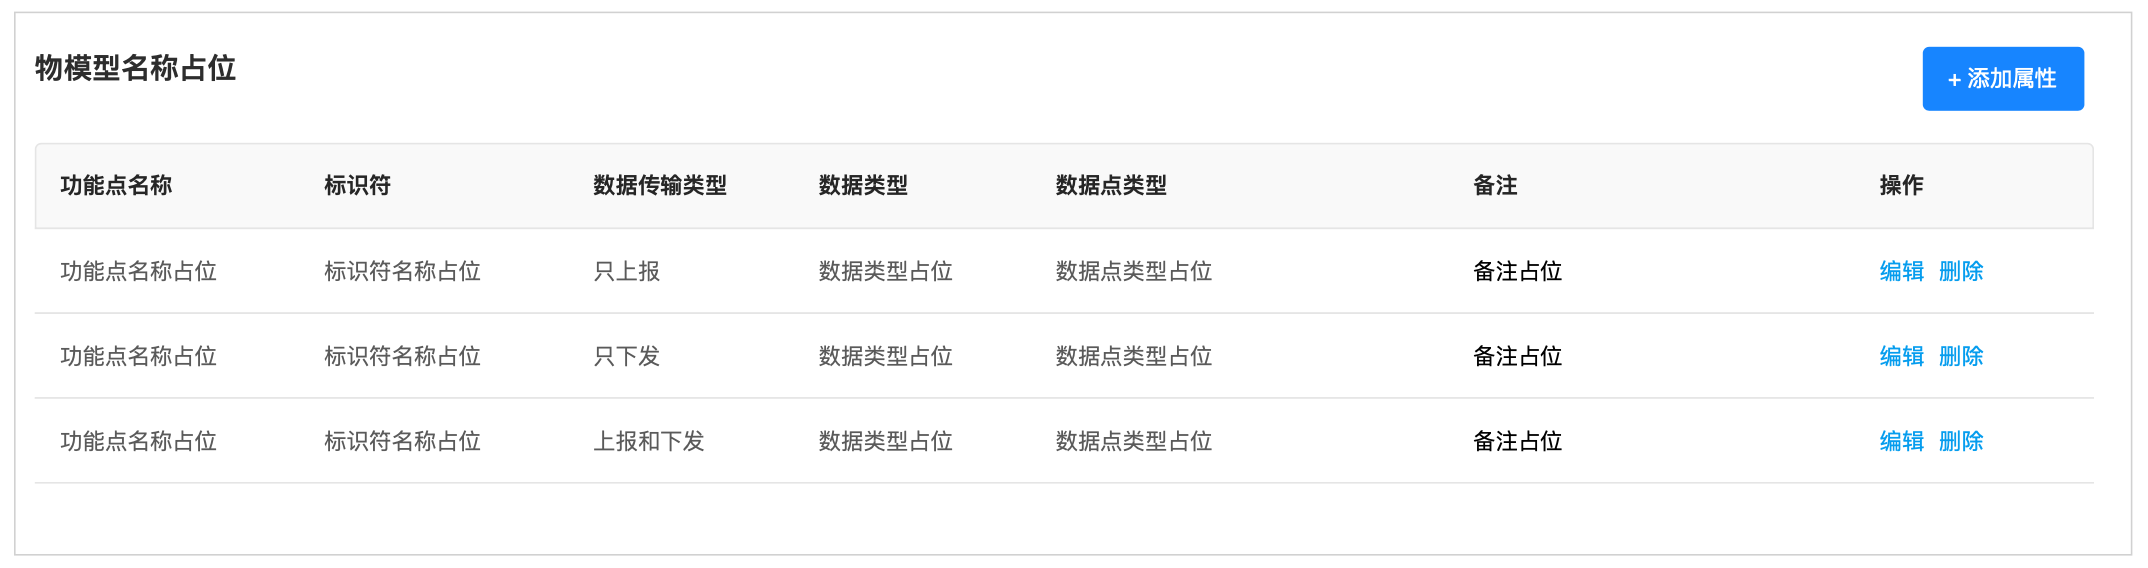 物模型名称占位
+ 添加属性
功能点名称 标识符 数据传输类型 数据类型 数据点类型 备注 操作
功能点名称占位 标识符名称占位 只上报 数据类型占位 数据点类型占位 备注占位 编辑 删除
功能点名称占位 标识符名称占位 只下发 数据类型占位 数据点类型占位 备注占位 编辑 删除
功能点名称占位 标识符名称占位 上报和下发 数据类型占位 数据点类型占位 备注占位 编辑 删除